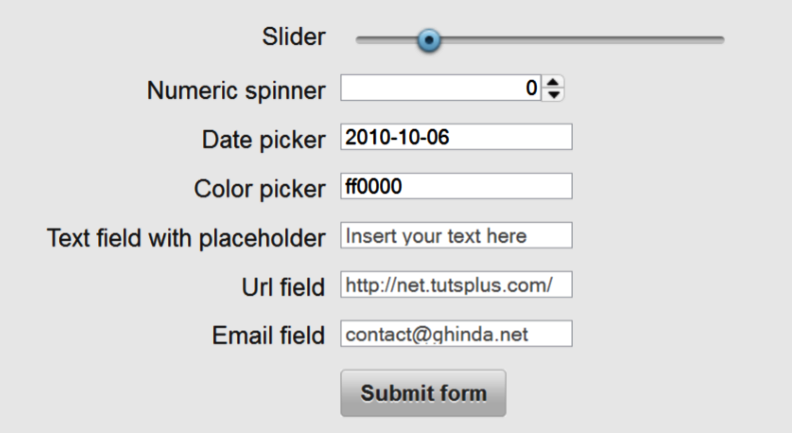 Slider
Numeric spinner 0
Date picker 2010-10-06
Color picker ff0000
Text field with placeholder Insert your text here
Url field http://net.tutsplus.com/
Email field contact@ghinda.net
Submit form